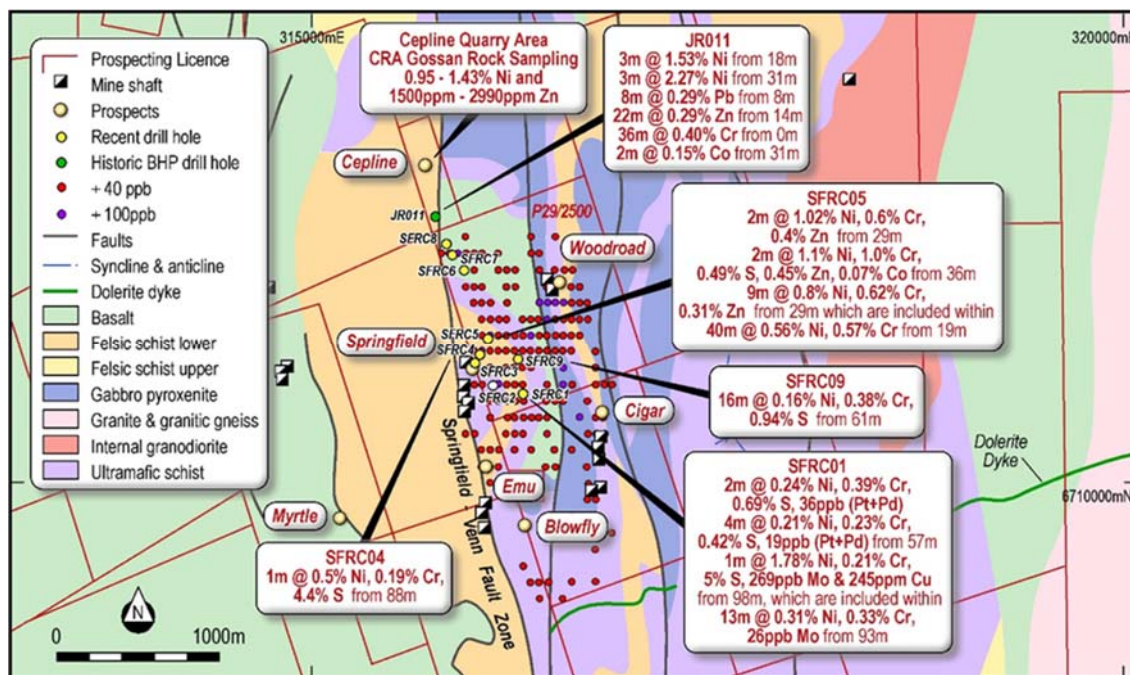 315000mE
320000mE
Prospecting Licence
Mine shaft
Prospects
Recent drill hole
Historic BHP drill hole
+ 40 ppb
+ 100ppb
Faults
Syncline & anticline
Dolerite dyke
Basalt
Felsic schist lower
Felsic schist upper
Gabbro pyroxenite
Granite & granitic gneiss
Internal granodiorite
Ultramafic schist
Cepline Quarry Area
CRA Gossan Rock Sampling
0.95 - 1.43% Ni and
1500ppm - 2990ppm Zn
JR011
3m @ 1.53% Ni from 18m
3m @ 2.27% Ni from 31m
8m @ 0.29% Pb from 8m
22m @ 0.29% Zn from 14m
36m @ 0.40% Cr from 0m
2m @ 0.15% Co from 31m
Cepline
JR011
P29/2500
SERC8
SFRC7
SFRC6
Woodroad
SFRC05
2m @ 1.02% Ni, 0.6% Cr,
0.4% Zn from 29m
2m @ 1.1% Ni, 1.0% Cr,
0.49% S, 0.45% Zn, 0.07% Co from 36m
9m @ 0.8% Ni, 0.62% Cr,
0.31% Zn from 29m which are included within
40m @ 0.56% Ni, 0.57% Cr from 19m
Springfield
SFRC5
SFRC4
SFRC3
SFRC9
SFRC2
SFRC1
SFRC09
16m @ 0.16% Ni, 0.38% Cr,
0.94% S from 61m
Cigar
Springfield - Venn Fault Zone
Emu
Blowfly
Myrtle
SFRC01
2m @ 0.24% Ni, 0.39% Cr,
0.69% S, 36ppb (Pt+Pd)
4m @ 0.21% Ni, 0.23% Cr,
0.42% S, 19ppb (Pt+Pd) from 57m
1m @ 1.78% Ni, 0.21% Cr,
5% S, 269ppb Mo & 245ppm Cu
from 98m, which are included within
13m @ 0.31% Ni, 0.33% Cr,
26ppb Mo from 93m
Dolerite
Dyke
6710000mN
SFRC04
1m @ 0.5% Ni, 0.19% Cr,
4.4% S from 88m
N
0
1000m